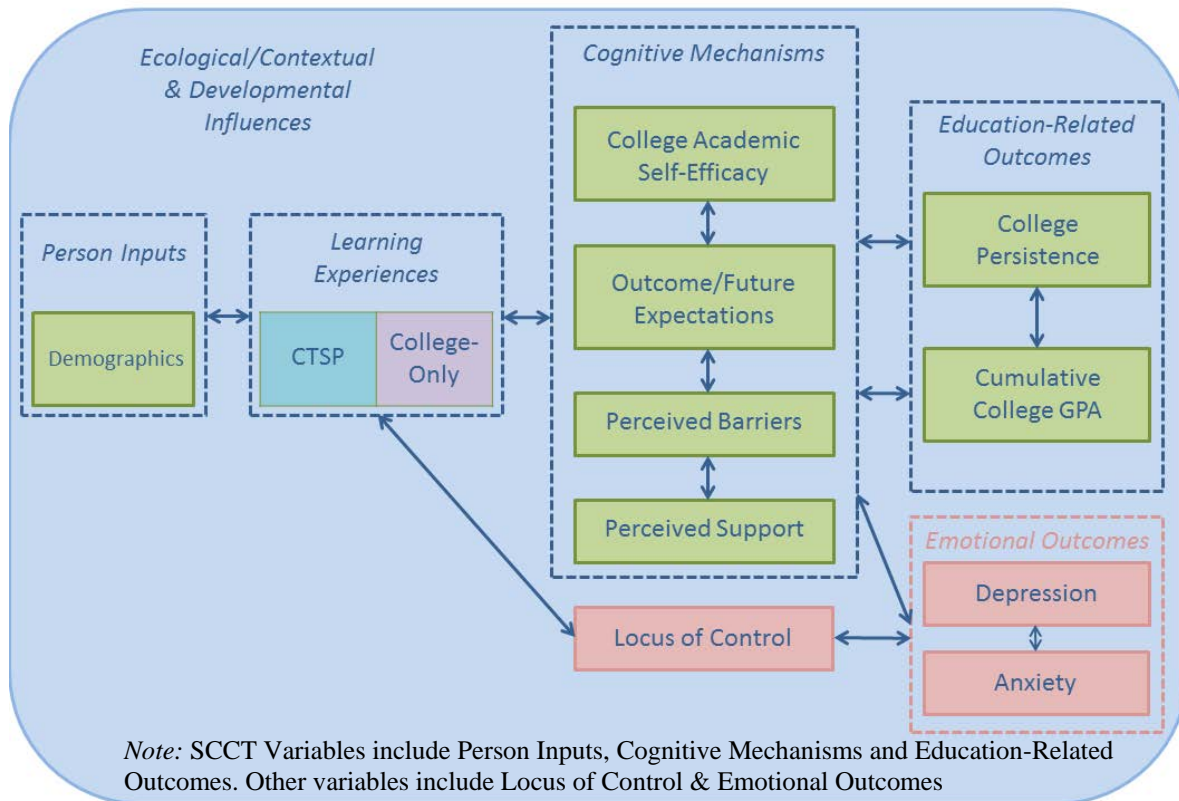 Ecological/Contextual
& Developmental
Influences
Person Inputs
Demographics
Learning
Experiences
CTSP
College-
Only
Cognitive Mechanisms
College Academic
Self-Efficacy
Outcome/Future
Expectations
Perceived Barriers
Perceived Support
Locus of Control
Education-Related
Outcomes
College
Persistence
Cumulative
College GPA
Emotional Outcomes
Depression
Anxiety
Note: SCCT Variables include Person Inputs, Cognitive Mechanisms and Education-Related
Outcomes. Other variables include Locus of Control & Emotional Outcomes